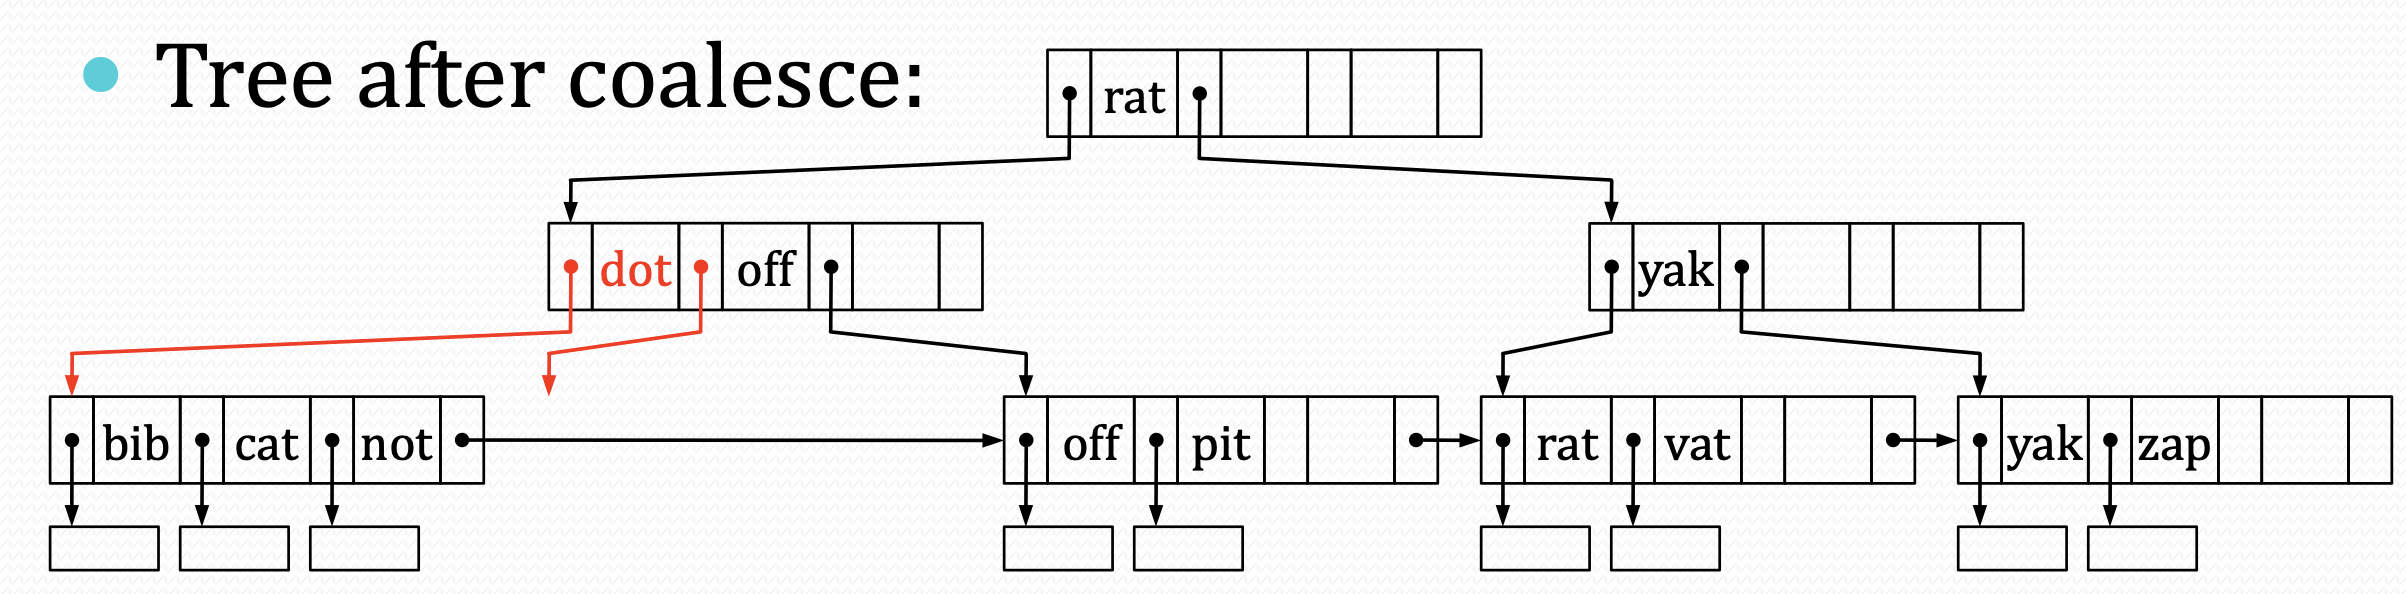 • Tree after coalesce:
rat
dot off
yak
bib cat not
off pit
rat vat
yak zap